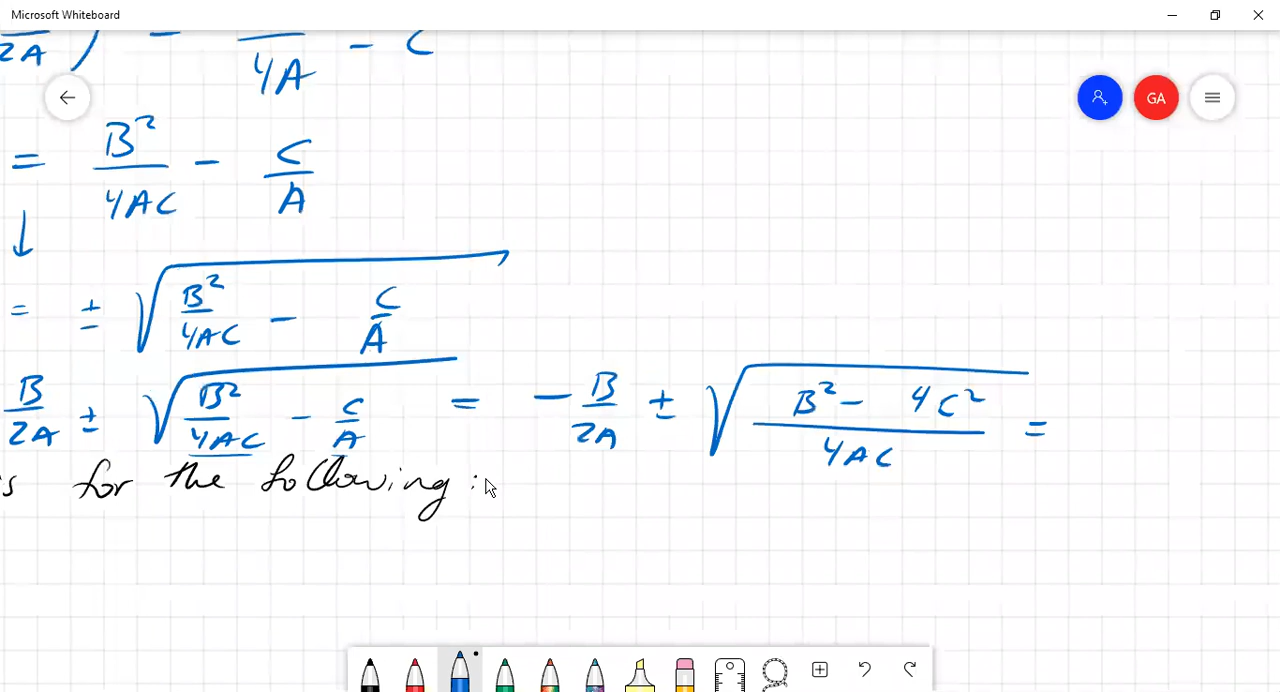 Microsoft Whiteboard
2A ) - 4A - C
GA
= B²/4AC - C/A
↓
= ± √(B²/4AC - C/A)
B/2A ± √(B²/4AC - C/A) = - B/2A ± √((B² - 4C²)/4AC) =
s for the following :